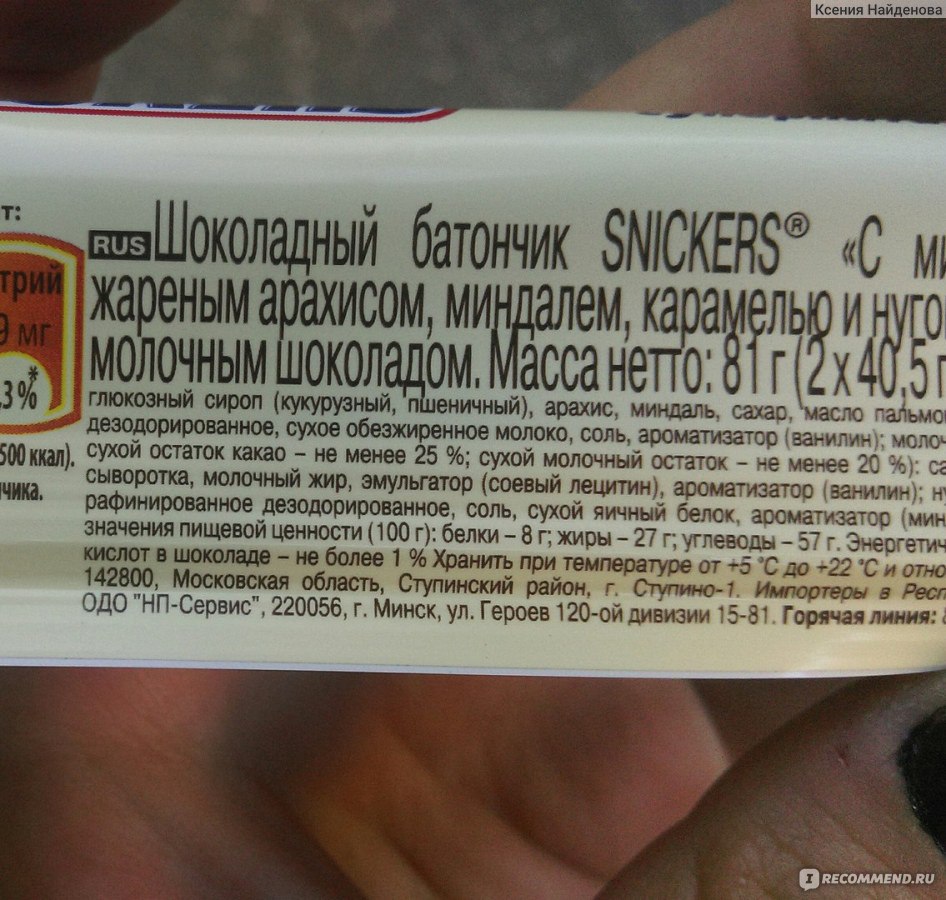 Ксения Найденова
т:
трий
9 мг
3%*
500 ккал).
чика.
RUS Шоколадный батончик SNICKERS® «С ми
жареным арахисом, миндалем, карамелью и нуго
молочным шоколадом. Масса нетто: 81 г (2 x 40,5 г
глюкозный сироп (кукурузный, пшеничный), арахис, миндаль, сахар, масло пальмо
дезодорированное, сухое обезжиренное молоко, соль, ароматизатор (ванилин); молоч
сухой остаток какао – не менее 25 %; сухой молочный остаток – не менее 20 %): са
сыворотка, молочный жир, эмульгатор (соевый лецитин), ароматизатор (ванилин); ну
рафинированное дезодорированное, соль, сухой яичный белок, ароматизатор (мин
значения пищевой ценности (100 г): белки – 8 г; жиры – 27 г; углеводы – 57 г. Энергетич
кислот в шоколаде – не более 1 % Хранить при температуре от +5 °С до +22 °С и отно
142800, Московская область, Ступинский район, г. Ступино-1. Импортеры в Респ
ОДО "НП-Сервис", 220056, г. Минск, ул. Героев 120-ой дивизии 15-81. Горячая линия: 8
IRECOMMEND.RU